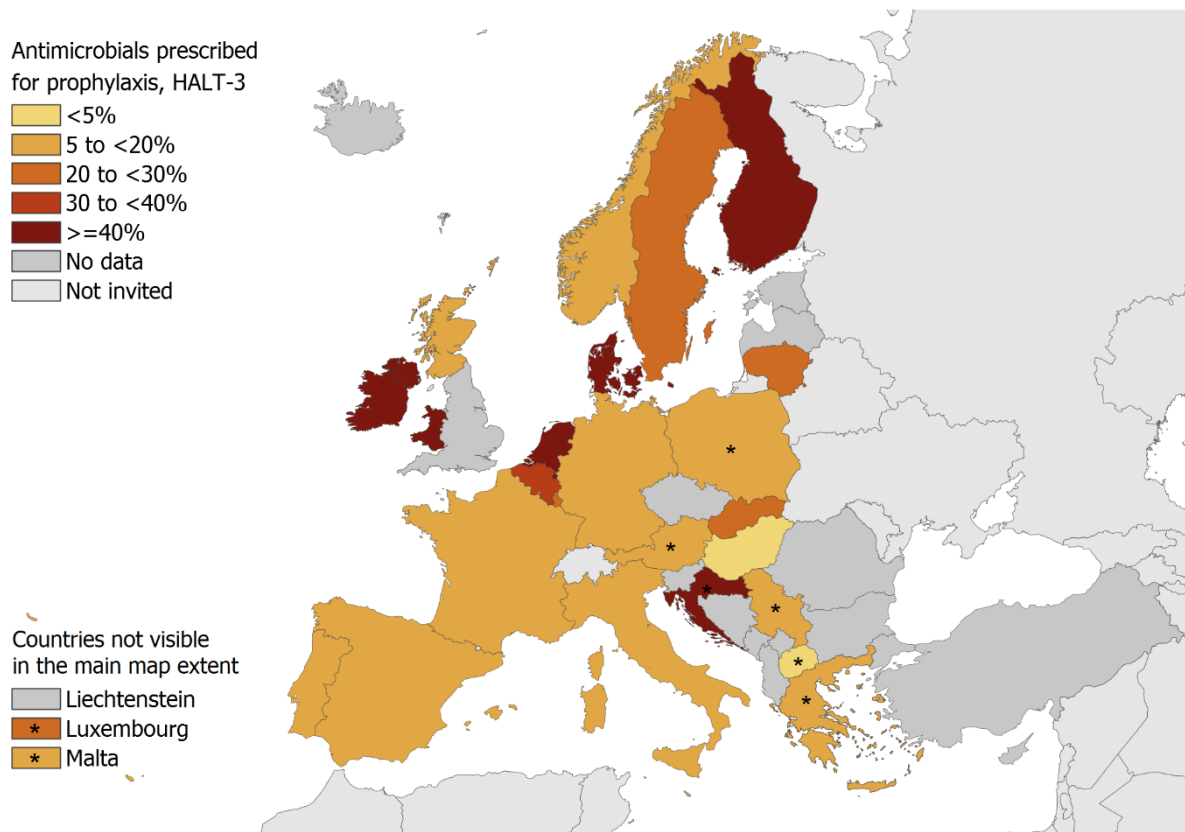 Antimicrobials prescribed
for prophylaxis, HALT-3
<5%
5 to <20%
20 to <30%
30 to <40%
>=40%
No data
Not invited
*
*
*
*
*
*
Countries not visible
in the main map extent
Liechtenstein
* Luxembourg
* Malta